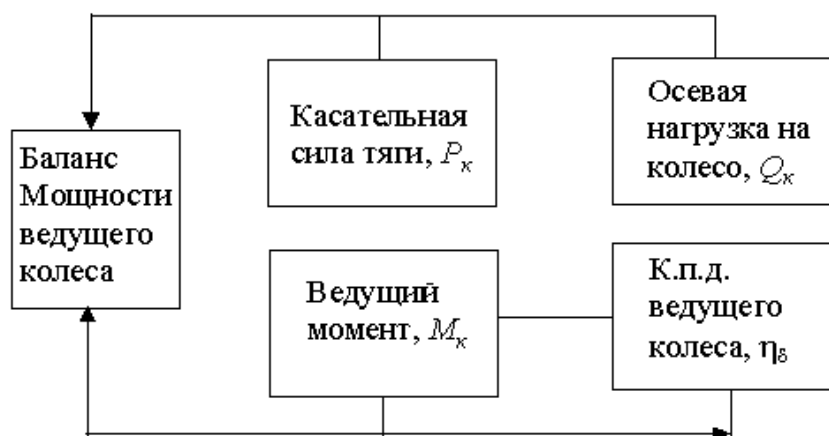 Баланс
Мощности
ведущего
колеса
Касательная
сила тяги, Pк
Осевая
нагрузка на
колесо, Qк
Ведущий
момент, Mк
К.п.д.
ведущего
колеса, ηδ